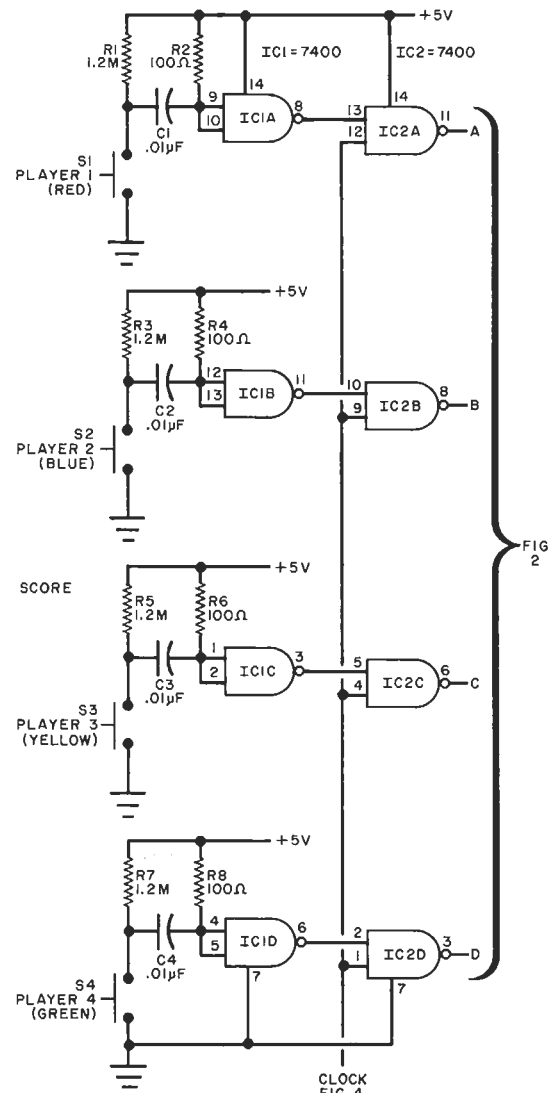 +5V
R1
1.2M
R2
100Ω
IC1=7400
IC2=7400
14
14
9
10
IC1A
8
13
12
IC2A
11
A
C1
.01µF
S1
PLAYER 1
(RED)
+5V
R3
1.2M
R4
100Ω
12
13
IC1B
11
10
9
IC2B
8
B
C2
.01µF
S2
PLAYER 2
(BLUE)
FIG
2
+5V
SCORE
R5
1.2M
R6
100Ω
1
2
IC1C
3
5
4
IC2C
6
C
C3
.01µF
S3
PLAYER 3
(YELLOW)
+5V
R7
1.2M
R8
100Ω
4
5
IC1D
6
2
1
IC2D
3
D
C4
.01µF
7
7
S4
PLAYER 4
(GREEN)
CLOCK
FIG 4